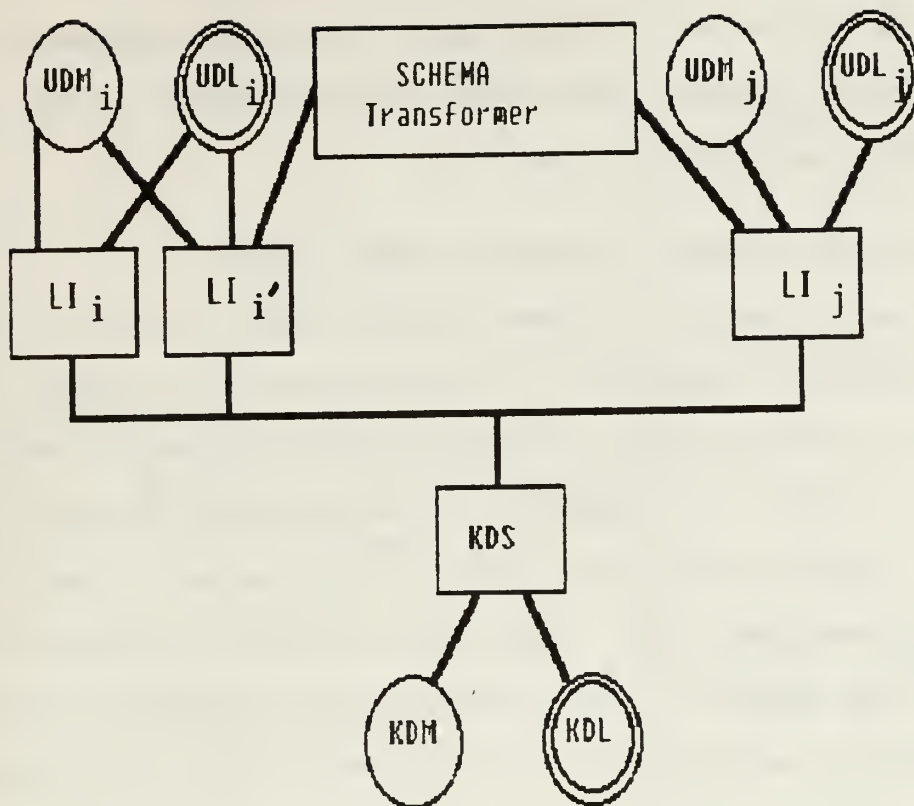 UDM i
UDL i
SCHEMA
Transformer
UDM j
UDL j
LI i
LI i'
LI j
KDS
KDM
KDL